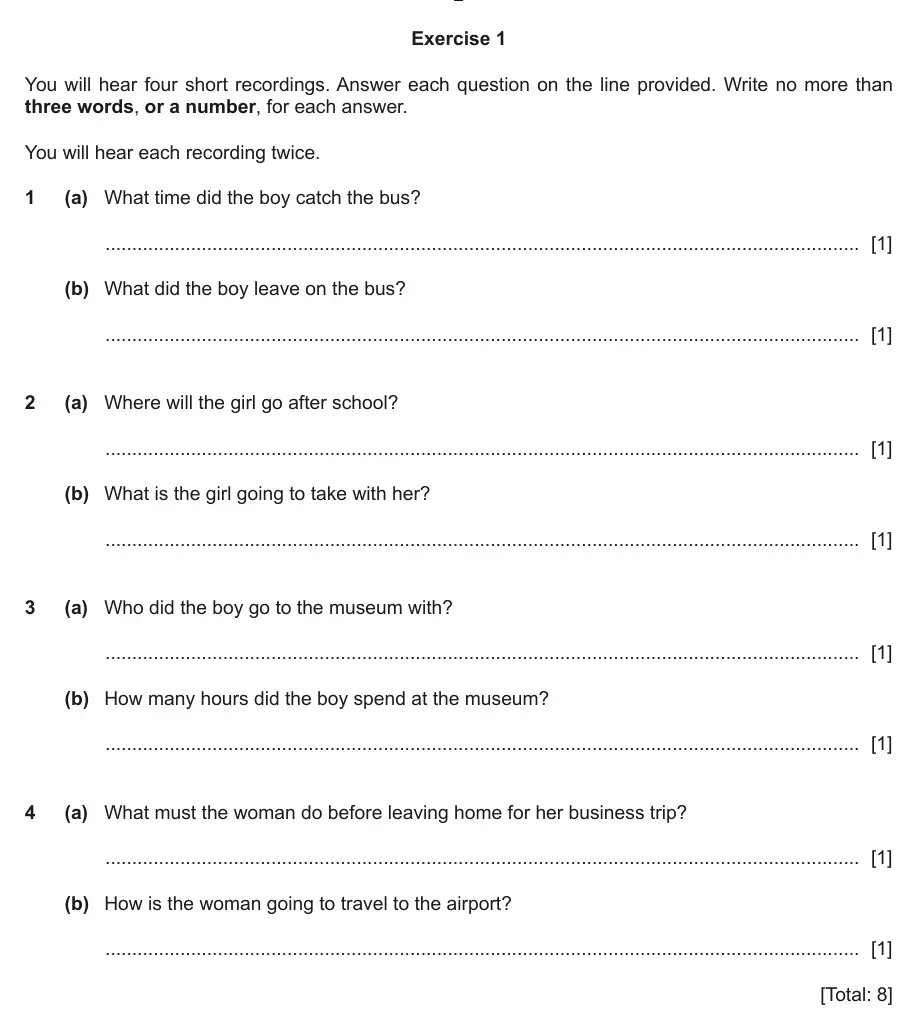 Exercise 1
You will hear four short recordings. Answer each question on the line provided. Write no more than
three words, or a number, for each answer.
You will hear each recording twice.
1 (a) What time did the boy catch the bus?
............................................................................................................................................. [1]
(b) What did the boy leave on the bus?
............................................................................................................................................. [1]
2 (a) Where will the girl go after school?
............................................................................................................................................. [1]
(b) What is the girl going to take with her?
............................................................................................................................................. [1]
3 (a) Who did the boy go to the museum with?
............................................................................................................................................. [1]
(b) How many hours did the boy spend at the museum?
............................................................................................................................................. [1]
4 (a) What must the woman do before leaving home for her business trip?
............................................................................................................................................. [1]
(b) How is the woman going to travel to the airport?
............................................................................................................................................. [1]
[Total: 8]